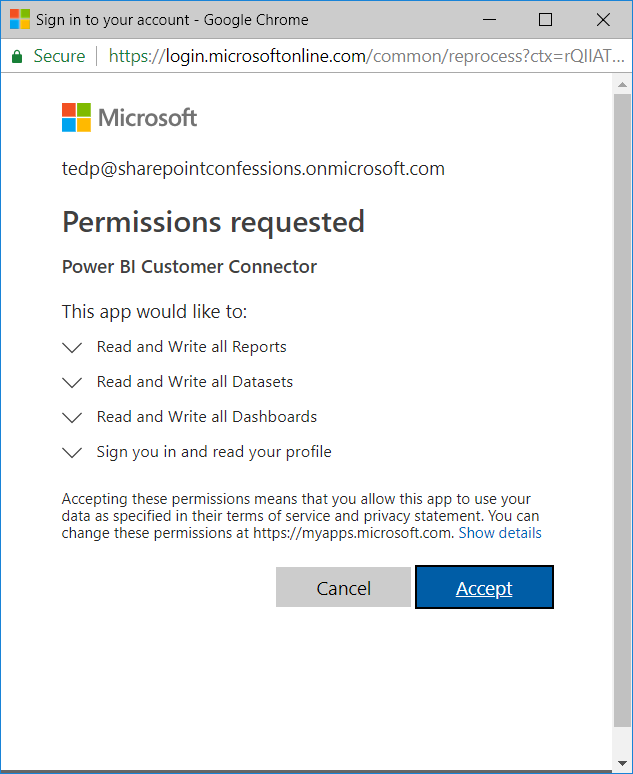 Sign in to your account - Google Chrome
Secure | https://login.microsoftonline.com/common/reprocess?ctx=rQIIAT...
Microsoft
tedp@sharepointconfessions.onmicrosoft.com
Permissions requested
Power BI Customer Connector
This app would like to:
Read and Write all Reports
Read and Write all Datasets
Read and Write all Dashboards
Sign you in and read your profile
Accepting these permissions means that you allow this app to use your
data as specified in their terms of service and privacy statement. You can
change these permissions at https://myapps.microsoft.com. Show details
Cancel Accept